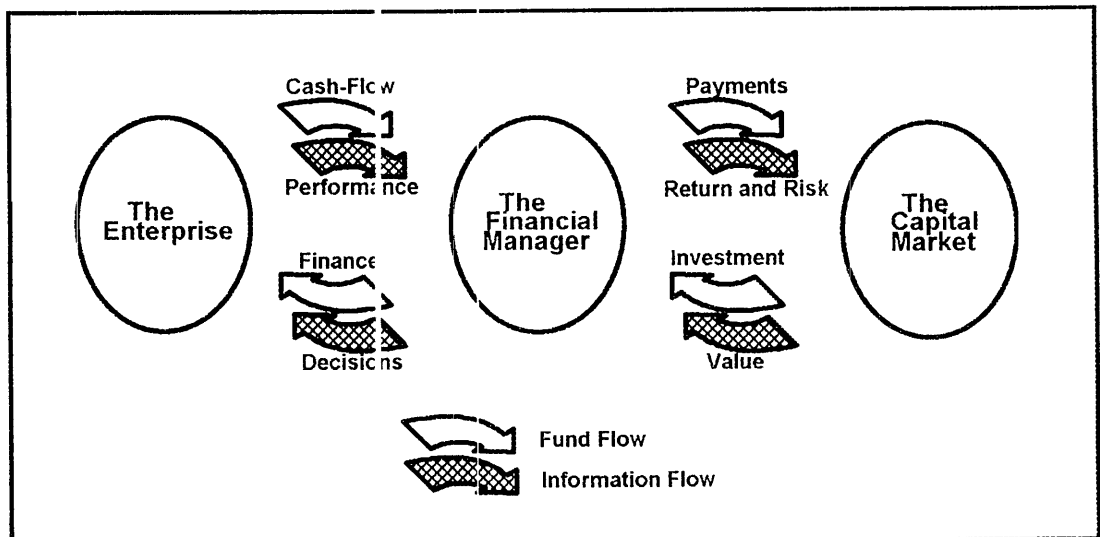 Cash-Flow
Payments
Performance
Return and Risk
The
Enterprise
The
Financial
Manager
The
Capital
Market
Finance
Investment
Decisions
Value
Fund Flow
Information Flow